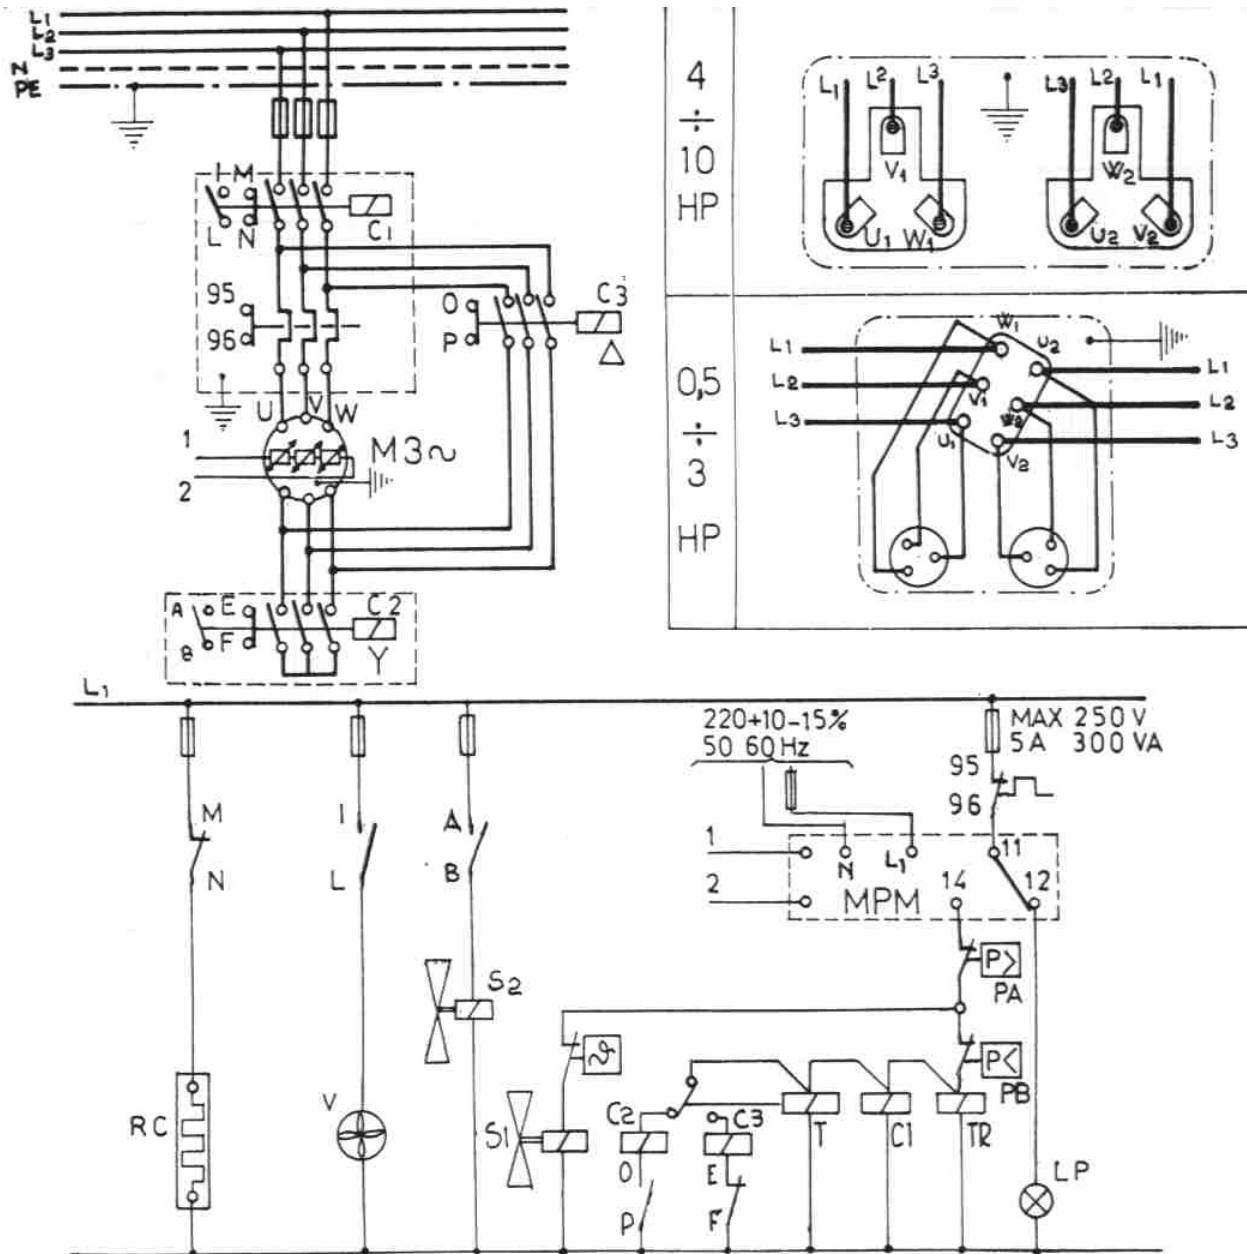 L1
L2
L3
N
PE
I M
L N
C1
95
96
O
P
C3
Δ
U V W
1
2
M3~
A E
B F
C2
Y
4
÷
10
HP
L1 L2 L3
V1
U1 W1
L3 L2 L1
W2
U2 V2
0,5
÷
3
HP
L1
L2
L3
W1
U2
V1
W2
U1
V2
L1
L2
L3
L1
220+10-15%
50 60Hz
MAX 250V
5A 300VA
95
96
M
N
I
L
A
B
1
2
N
L1
11
14
12
MPM
P>
PA
P<
PB
S2
ϑ
S1
RC
V
C2
C3
O
P
E
F
T
C1
TR
LP